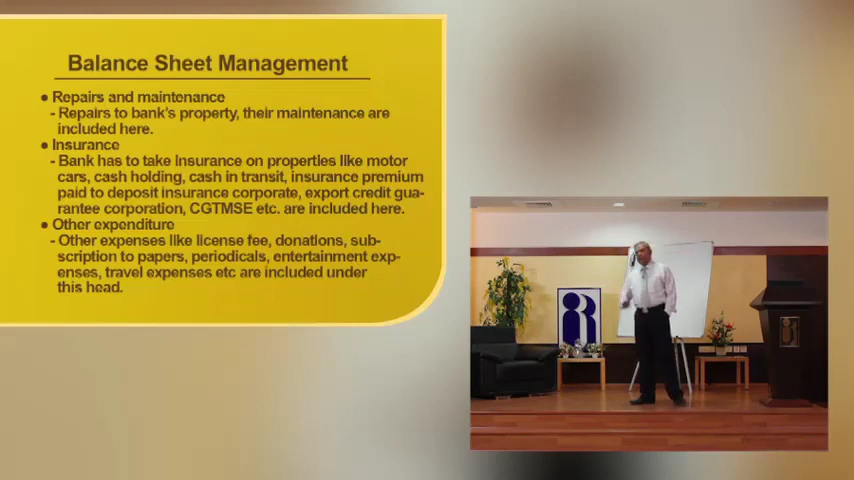 Balance Sheet Management
● Repairs and maintenance
- Repairs to bank's property, their maintenance are
included here.
● Insurance
- Bank has to take Insurance on properties like motor
cars, cash holding, cash in transit, insurance premium
paid to deposit insurance corporate, export credit gua-
rantee corporation, CGTMSE etc. are included here.
● Other expenditure
- Other expenses like license fee, donations, sub-
scription to papers, periodicals, entertainment exp-
enses, travel expenses etc are included under
this head.